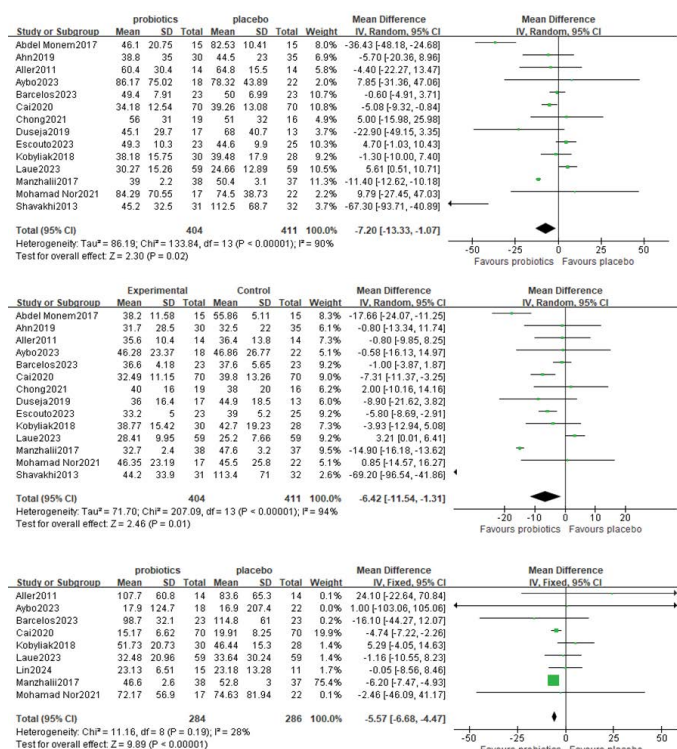 probiotics placebo Mean Difference Mean Difference
Study or Subgroup Mean SD Total Mean SD Total Weight IV, Random, 95% CI IV, Random, 95% CI
Abdel Monem2017 46.1 20.75 15 82.53 10.41 15 8.0% -36.43 [-48.18, -24.68]
Ahn2019 38.8 35 30 44.5 23 35 6.9% -5.70 [-20.36, 8.96]
Aller2011 60.4 30.4 14 64.8 15.5 14 6.0% -4.40 [-22.27, 13.47]
Aybo2023 86.17 75.02 18 78.32 43.89 22 2.2% 7.85 [-31.36, 47.06]
Barcelos2023 49.4 7.91 23 50 6.99 23 10.2% -0.60 [-4.91, 3.71]
Cai2020 34.18 12.54 70 39.26 13.08 70 10.2% -5.08 [-9.32, -0.84]
Chong2021 56 31 19 51 32 16 5.1% 5.00 [-15.98, 25.98]
Duseja2019 45.1 29.7 17 68 40.7 13 4.1% -22.90 [-49.15, 3.35]
Escouto2023 49.3 10.3 23 44.6 9.9 25 9.8% 4.70 [-1.03, 10.43]
Kobyliak2018 38.18 15.75 30 39.48 17.9 28 9.0% -1.30 [-10.00, 7.40]
Laue2023 30.27 15.26 59 24.66 12.89 59 10.0% 5.61 [0.51, 10.71]
Manzhalii2017 39 2.2 38 50.4 3.1 37 10.8% -11.40 [-12.62, -10.18]
Mohamad Nor2021 84.29 70.55 17 74.5 38.73 22 2.4% 9.79 [-27.45, 47.03]
Shavakhi2013 45.2 32.5 31 112.5 68.7 32 5.5% -67.30 [-93.71, -40.89]
Total (95% CI) 404 411 100.0% -7.20 [-13.33, -1.07]
Heterogeneity: Tau² = 86.19; Chi² = 133.84, df = 13 (P < 0.00001); I² = 90%
Test for overall effect: Z = 2.30 (P = 0.02)
-50 -25 0 25 50
Favours probiotics Favours placebo
Experimental Control Mean Difference Mean Difference
Study or Subgroup Mean SD Total Mean SD Total Weight IV, Random, 95% CI IV, Random, 95% CI
Abdel Monem2017 38.2 11.58 15 55.86 5.11 15 8.3% -17.66 [-24.07, -11.25]
Ahn2019 31.7 28.5 30 32.5 22 35 6.1% -0.80 [-13.34, 11.74]
Aller2011 35.6 10.4 14 36.4 13.8 14 7.2% -0.80 [-9.85, 8.25]
Aybo2023 46.28 23.37 18 46.86 26.77 22 5.1% -0.58 [-16.13, 14.97]
Barcelos2023 36.6 4.18 23 37.6 5.65 23 9.3% -1.00 [-3.87, 1.87]
Cai2020 32.49 11.15 70 39.8 13.26 70 9.1% -7.31 [-11.37, -3.25]
Chong2021 40 16 19 38 20 16 6.2% 2.00 [-10.16, 14.16]
Duseja2019 36 16.4 17 44.9 18.5 13 6.0% -8.90 [-21.62, 3.82]
Escouto2023 33.2 5 23 39 5.2 25 9.3% -5.80 [-8.69, -2.91]
Kobyliak2018 38.77 15.42 30 42.7 19.23 28 7.3% -3.93 [-12.94, 5.08]
Laue2023 28.41 9.95 59 25.2 7.66 59 9.3% 3.21 [0.01, 6.41]
Manzhalii2017 32.7 2.4 38 47.6 3.2 37 9.5% -14.90 [-16.18, -13.62]
Mohamad Nor2021 46.35 23.19 17 45.5 25.8 22 5.2% 0.85 [-14.57, 16.27]
Shavakhi2013 44.2 33.9 31 113.4 71 32 2.6% -69.20 [-96.54, -41.86]
Total (95% CI) 404 411 100.0% -6.42 [-11.54, -1.31]
Heterogeneity: Tau² = 71.70; Chi² = 207.09, df = 13 (P < 0.00001); I² = 94%
Test for overall effect: Z = 2.46 (P = 0.01)
-20 -10 0 10 20
Favours probiotics Favours placebo
probiotics placebo Mean Difference Mean Difference
Study or Subgroup Mean SD Total Mean SD Total Weight IV, Fixed, 95% CI IV, Fixed, 95% CI
Aller2011 107.7 60.8 14 83.6 65.3 14 0.1% 24.10 [-22.64, 70.84]
Aybo2023 17.9 124.7 18 16.9 207.4 22 0.0% 1.00 [-103.06, 105.06]
Barcelos2023 98.7 32.1 23 114.8 61 23 0.2% -16.10 [-44.27, 12.07]
Cai2020 15.17 6.62 70 19.91 8.25 70 19.9% -4.74 [-7.22, -2.26]
Kobyliak2018 51.73 20.73 30 46.44 15.3 28 1.4% 5.29 [-4.05, 14.63]
Laue2023 32.48 20.96 59 33.64 30.24 59 1.4% -1.16 [-10.55, 8.23]
Lin2024 23.13 6.51 15 23.18 13.28 11 1.7% -0.05 [-8.56, 8.46]
Manzhalii2017 46.6 2.6 38 52.8 3 37 75.4% -6.20 [-7.47, -4.93]
Mohamad Nor2021 72.17 56.9 17 74.63 81.94 22 0.1% -2.46 [-46.09, 41.17]
Total (95% CI) 284 286 100.0% -5.57 [-6.68, -4.47]
Heterogeneity: Chi² = 11.16, df = 8 (P = 0.19); I² = 28%
Test for overall effect: Z = 9.89 (P < 0.00001)
-50 -25 0 25 50
Favours probiotics Favours placebo